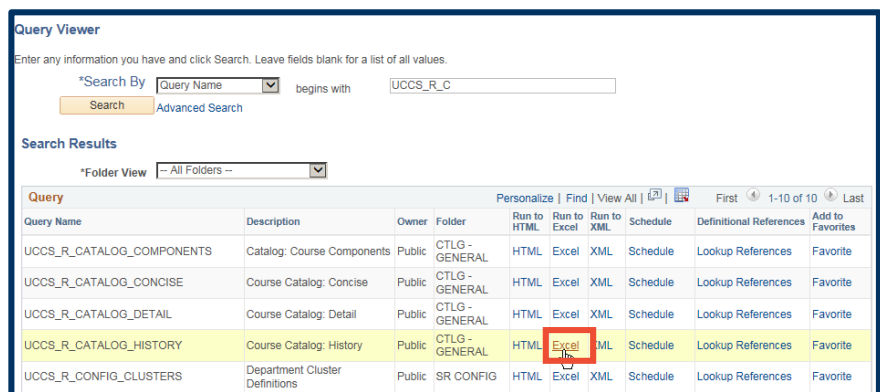 Query Viewer
Enter any information you have and click Search. Leave fields blank for a list of all values.
*Search By Query Name begins with UCCS_R_C
Search Advanced Search
Search Results
*Folder View -- All Folders --
Query Personalize | Find | View All | | First 1-10 of 10 Last
Query Name Description Owner Folder Run to HTML Run to Excel Run to XML Schedule Definitional References Add to Favorites
UCCS_R_CATALOG_COMPONENTS Catalog: Course Components Public CTLG - GENERAL HTML Excel XML Schedule Lookup References Favorite
UCCS_R_CATALOG_CONCISE Course Catalog: Concise Public CTLG - GENERAL HTML Excel XML Schedule Lookup References Favorite
UCCS_R_CATALOG_DETAIL Course Catalog: Detail Public CTLG - GENERAL HTML Excel XML Schedule Lookup References Favorite
UCCS_R_CATALOG_HISTORY Course Catalog: History Public CTLG - GENERAL HTML Excel XML Schedule Lookup References Favorite
UCCS_R_CONFIG_CLUSTERS Department Cluster Definitions Public SR CONFIG HTML Excel XML Schedule Lookup References Favorite